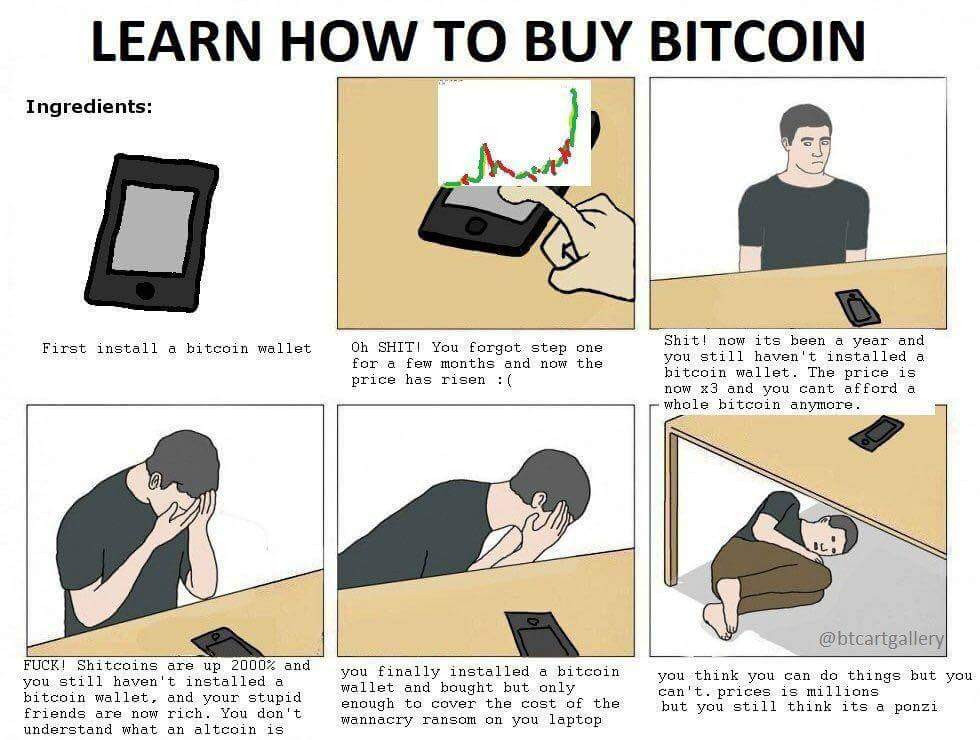 LEARN HOW TO BUY BITCOIN
Ingredients:
First install a bitcoin wallet
Oh SHIT! You forgot step one
for a few months and now the
price has risen :(
Shit! now its been a year and
you still haven't installed a
bitcoin wallet. The price is
now x3 and you cant afford a
whole bitcoin anymore.
FUCK! Shitcoins are up 2000% and
you still haven't installed a
bitcoin wallet, and your stupid
friends are now rich. You don't
understand what an altcoin is
you finally installed a bitcoin
wallet and bought but only
enough to cover the cost of the
wannacry ransom on you laptop
@btcartgallery
you think you can do things but you
can't. prices is millions
but you still think its a ponzi